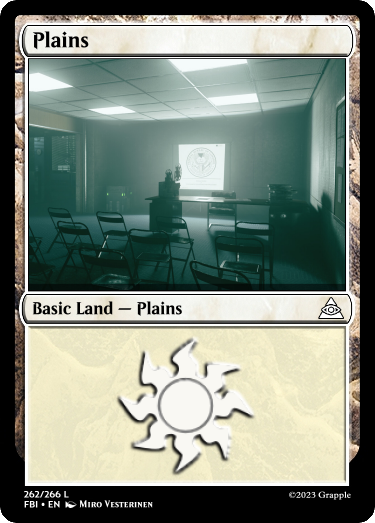 Plains
Basic Land — Plains
262/266 L
FBI • EN Miro Vesterinen
©2023 Grapple